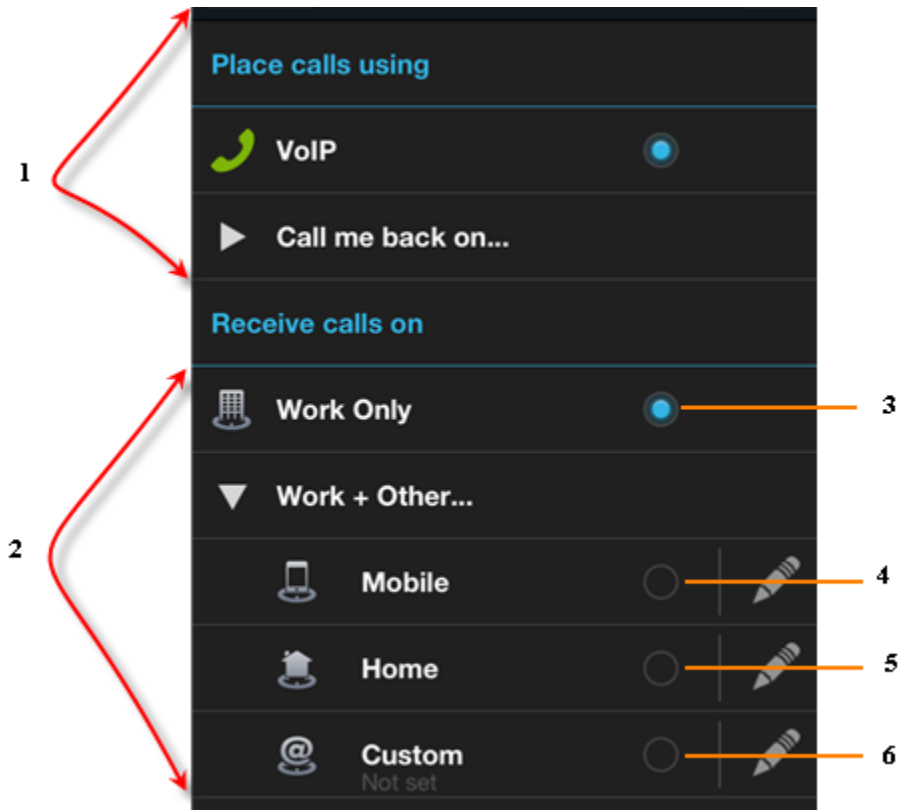 Place calls using
1
VoIP
Call me back on...
Receive calls on
Work Only
3
Work + Other...
2
Mobile
4
Home
5
Custom
6
Not set